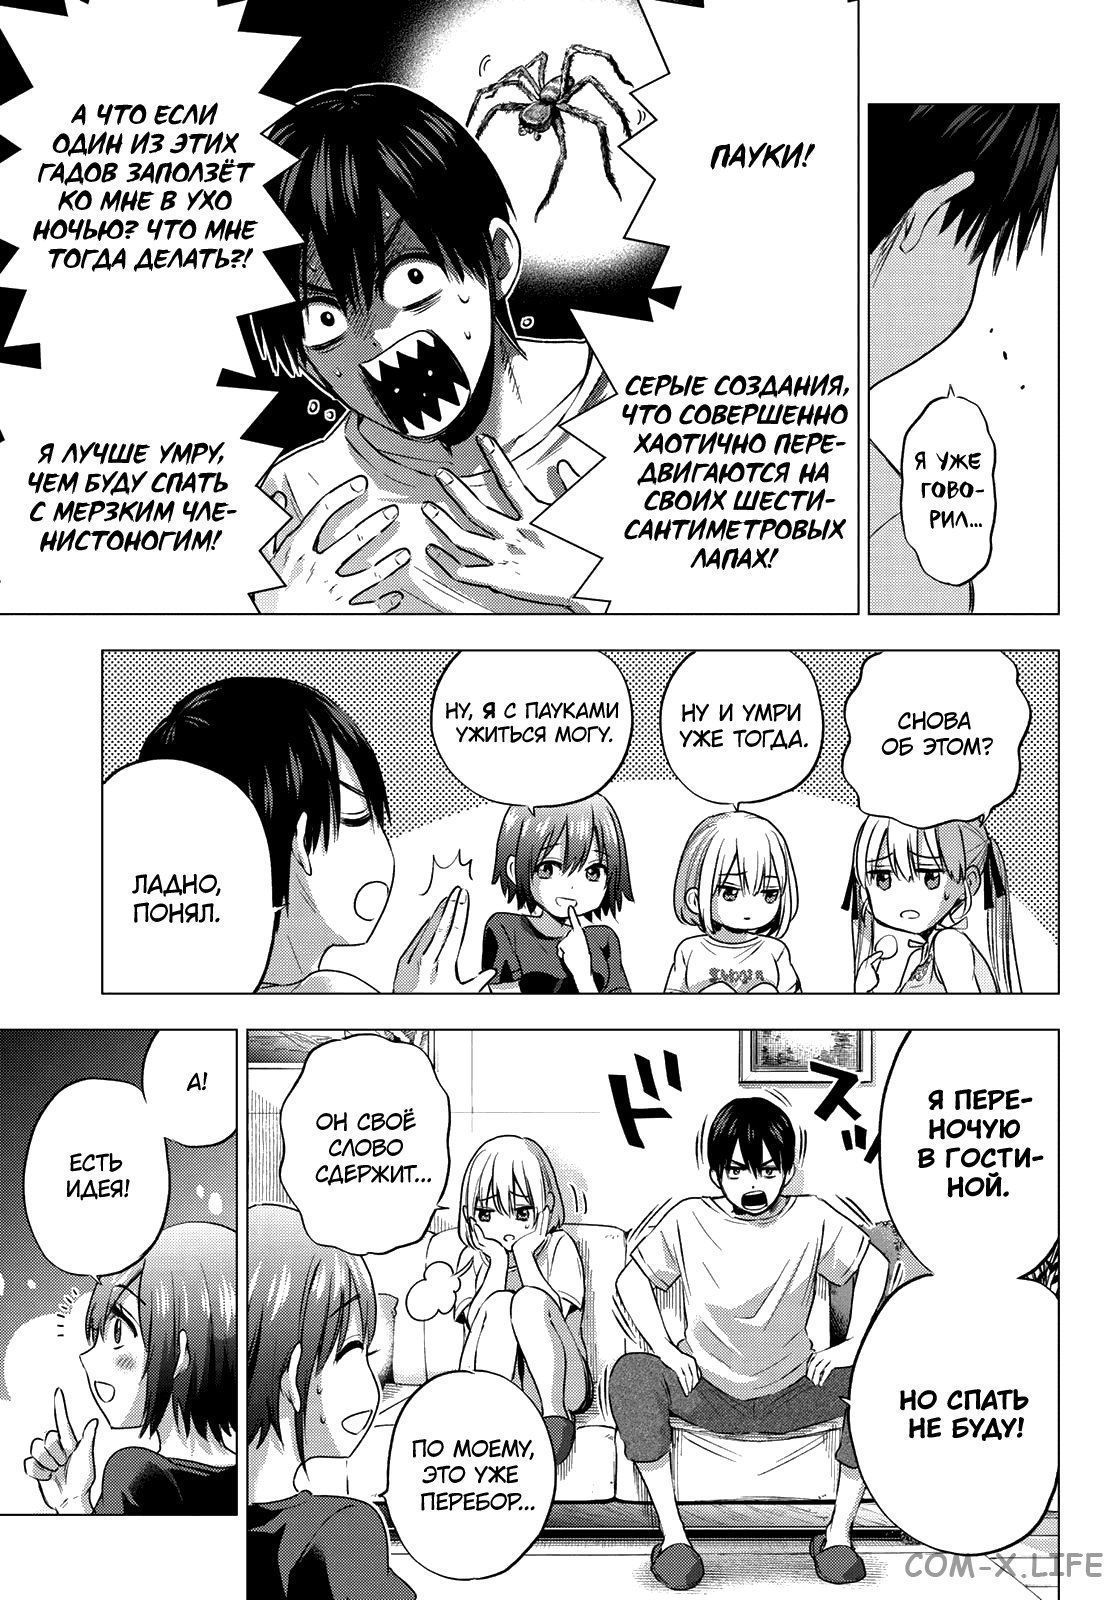 Я УЖЕ
ГОВО-
РИЛ...
ПАУКИ!
СЕРЫЕ СОЗДАНИЯ,
ЧТО СОВЕРШЕННО
ХАОТИЧНО ПЕРЕ-
ДВИГАЮТСЯ НА
СВОИХ ШЕСТИ-
САНТИМЕТРОВЫХ
ЛАПАХ!
А ЧТО ЕСЛИ
ОДИН ИЗ ЭТИХ
ГАДОВ ЗАПОЛЗЁТ
КО МНЕ В УХО
НОЧЬЮ? ЧТО МНЕ
ТОГДА ДЕЛАТЬ?!
Я ЛУЧШЕ УМРУ,
ЧЕМ БУДУ СПАТЬ
С МЕРЗКИМ ЧЛЕ-
НИСТОНОГИМ!
СНОВА
ОБ ЭТОМ?
НУ И УМРИ
УЖЕ ТОГДА.
НУ, Я С ПАУКАМИ
УЖИТЬСЯ МОГУ.
ЛАДНО,
ПОНЯЛ.
Я ПЕРЕ-
НОЧУЮ
В ГОСТИ-
НОЙ.
НО СПАТЬ
НЕ БУДУ!
ドス
ОН СВОЁ
СЛОВО
СДЕРЖИТ...
ПО МОЕМУ,
ЭТО УЖЕ
ПЕРЕБОР...
А!
ЕСТЬ
ИДЕЯ!
COM-X.LIFE